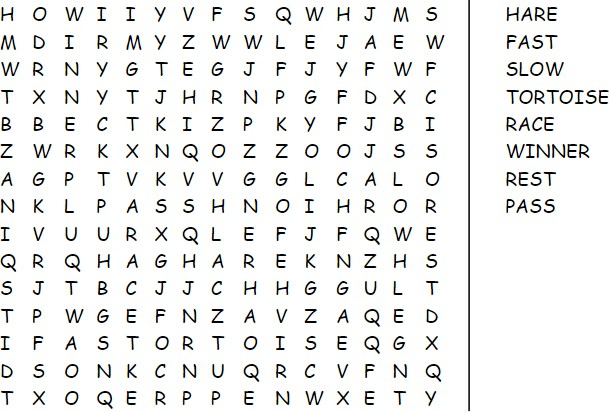 H O W I I Y V F S Q W H J M S
M D I R M Y Z W W L E J A E W
W R N Y G T E G J F J Y F W F
T X N Y T J H R N P G F D X C
B B E C T K I Z P K Y F J B I
Z W R K X N Q O Z Z O O J S S
A G P T V K V V G G L C A L O
N K L P A S S H N O I H R O R
I V U U R X Q L E F J F Q W E
Q R Q H A G H A R E K N Z H S
S J T B C J J C H H G G U L T
T P W G E F N Z A V Z A Q E D
I F A S T O R T O I S E Q G X
D S O N K C N U Q R C V F N Q
T X O Q E R P P E N W X E T Y
HARE
FAST
SLOW
TORTOISE
RACE
WINNER
REST
PASS